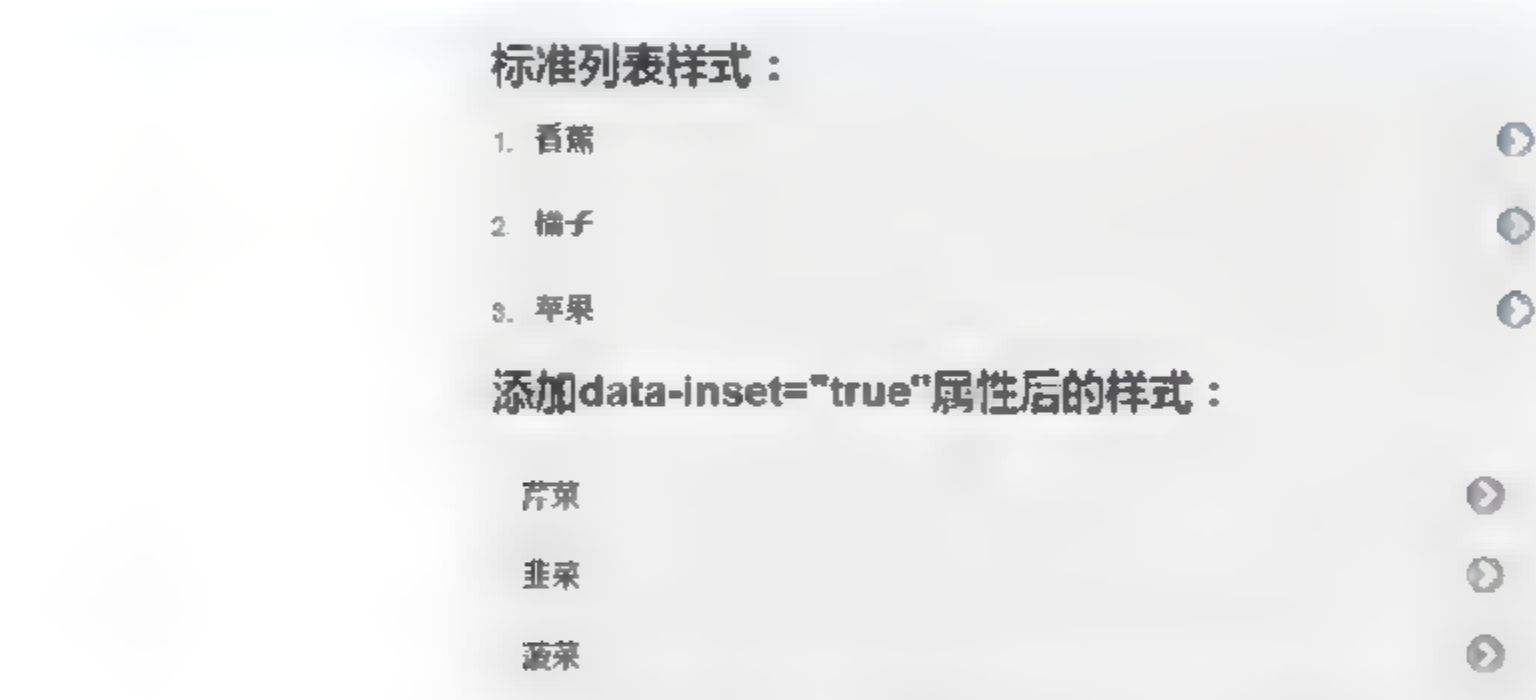 标准列表样式：
1. 香蕉
2. 橘子
3. 苹果
添加data-inset="true"属性后的样式：
芹菜
韭菜
菠菜